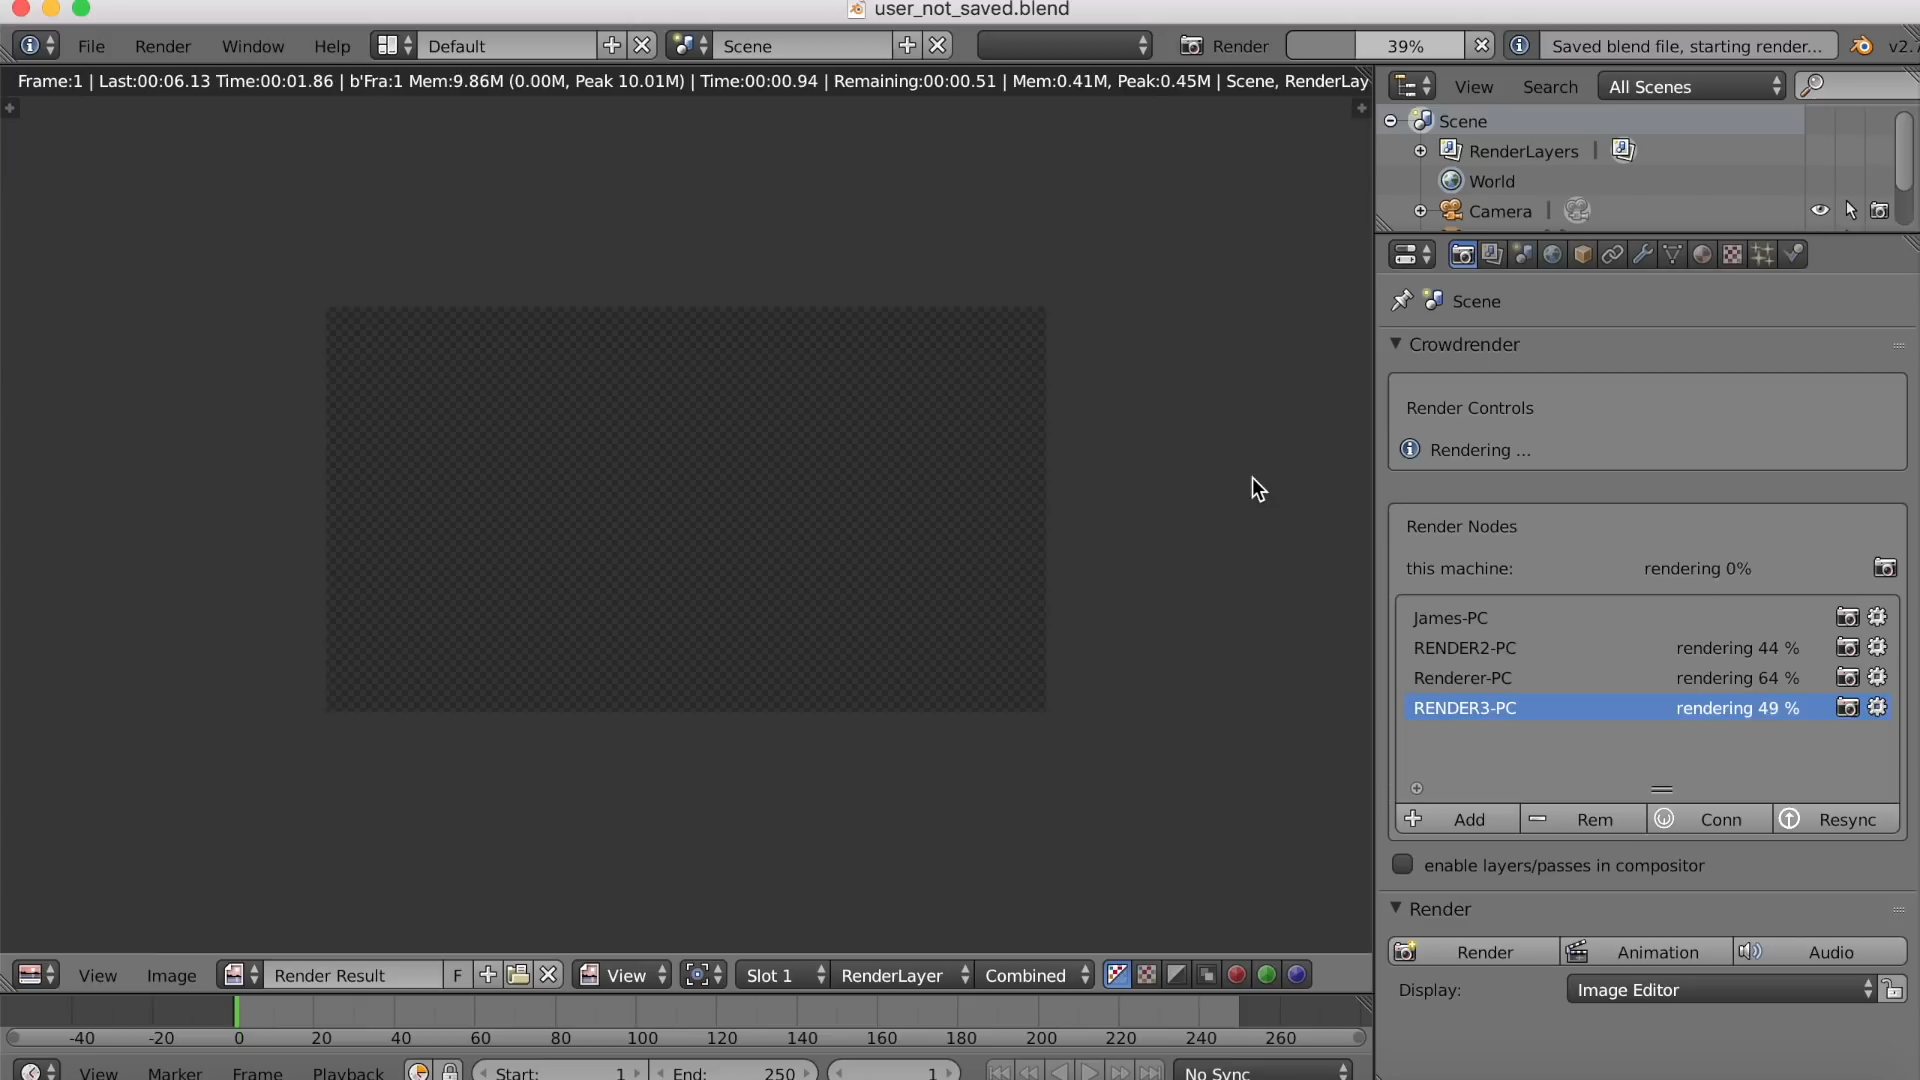 user_not_saved.blend
File Render Window Help Default Scene Render 39% Saved blend file, starting render... v2.7
Frame:1 | Last:00:06.13 Time:00:01.86 | b'Fra:1 Mem:9.86M (0.00M, Peak 10.01M) | Time:00:00.94 | Remaining:00:00.51 | Mem:0.41M, Peak:0.45M | Scene, RenderLay
View Search All Scenes
Scene
RenderLayers
World
Camera
Scene
Crowdrender
Render Controls
Rendering ...
Render Nodes
this machine: rendering 0%
James-PC
RENDER2-PC rendering 44 %
Renderer-PC rendering 64 %
RENDER3-PC rendering 49 %
Add Rem Conn Resync
enable layers/passes in compositor
Render
Render Animation Audio
Display: Image Editor
View Image Render Result F View Slot 1 RenderLayer Combined
-40 -20 0 20 40 60 80 100 120 140 160 180 200 220 240 260
View Marker Frame Playback Start: 1 End: 250 1 No Sync